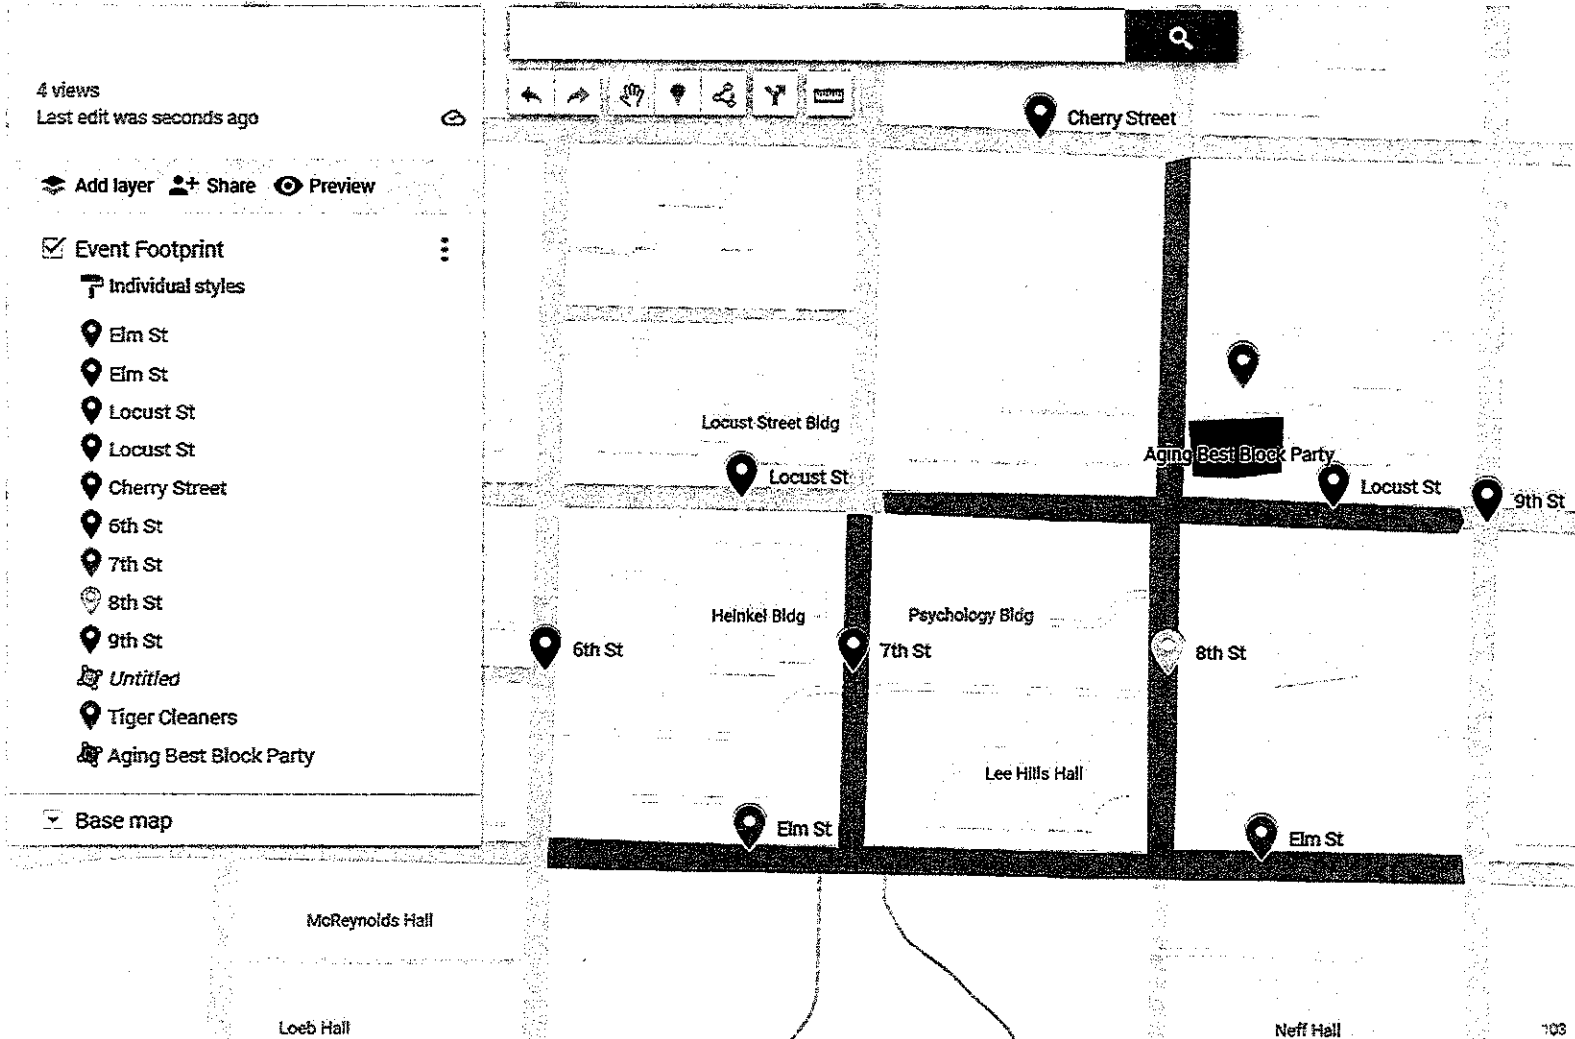 4 views
Last edit was seconds ago
Add layer Share Preview
Event Footprint
Individual styles
Elm St
Elm St
Locust St
Locust St
Cherry Street
6th St
7th St
8th St
9th St
Untitled
Tiger Cleaners
Aging Best Block Party
Base map
Cherry Street
Locust Street Bldg
Aging Best Block Party
Locust St
Locust St
9th St
Heinkel Bldg
Psychology Bldg
6th St
7th St
8th St
Lee Hills Hall
Elm St
Elm St
McReynolds Hall
Loeb Hall
Neff Hall
103